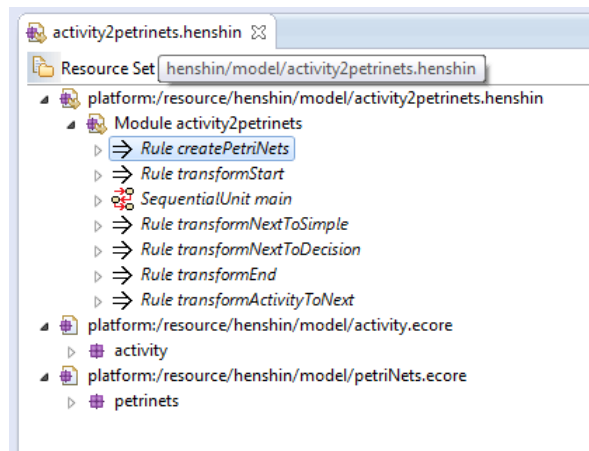 activity2petrinets.henshin
Resource Set henshin/model/activity2petrinets.henshin
platform:/resource/henshin/model/activity2petrinets.henshin
Module activity2petrinets
Rule createPetriNets
Rule transformStart
SequentialUnit main
Rule transformNextToSimple
Rule transformNextToDecision
Rule transformEnd
Rule transformActivityToNext
platform:/resource/henshin/model/activity.ecore
activity
platform:/resource/henshin/model/petriNets.ecore
petrinets